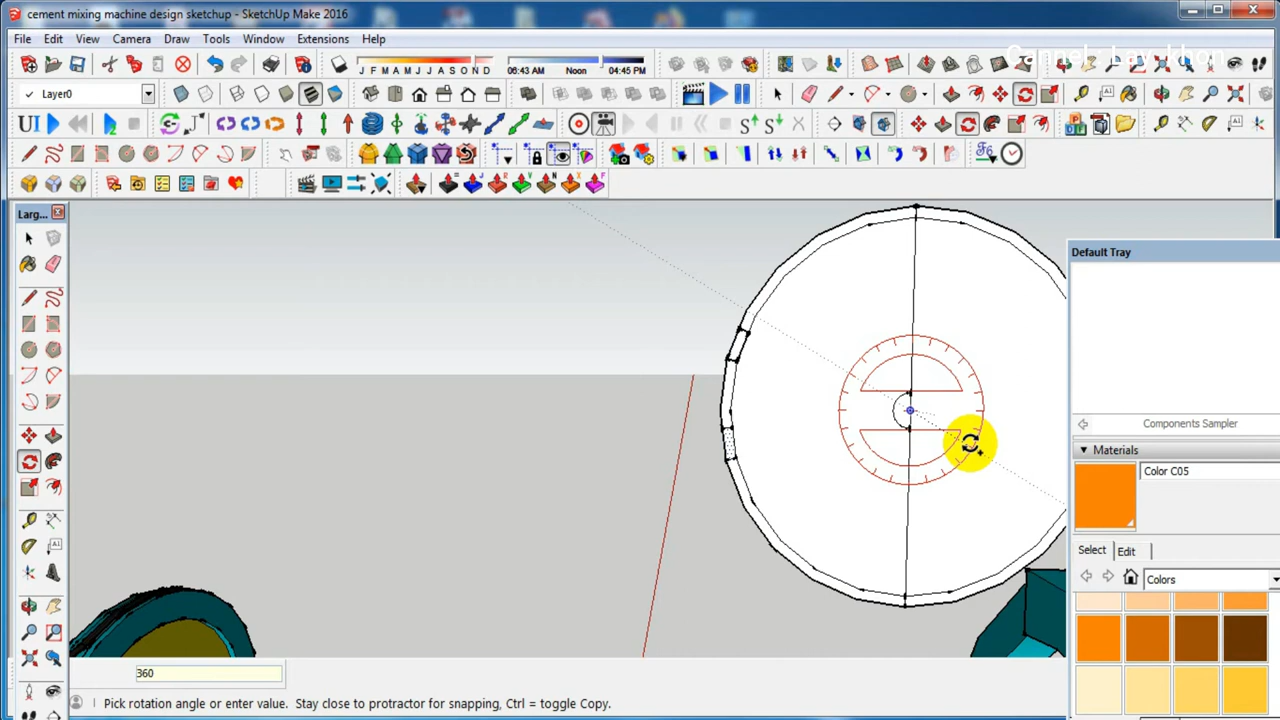 cement mixing machine design sketchup - SketchUp Make 2016
File Edit View Camera Draw Tools Window Extensions Help
J F M A M J J A S O N D
06:43 AM Noon 04:45 PM
Layer0
UI
Larg...
Default Tray
Components Sampler
Materials
Color C05
Select Edit
Colors
360
Pick rotation angle or enter value. Stay close to protractor for snapping, Ctrl = toggle Copy.